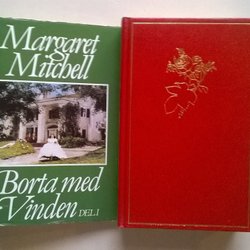 Margaret
Mitchell
Borta med
Vinden DEL I